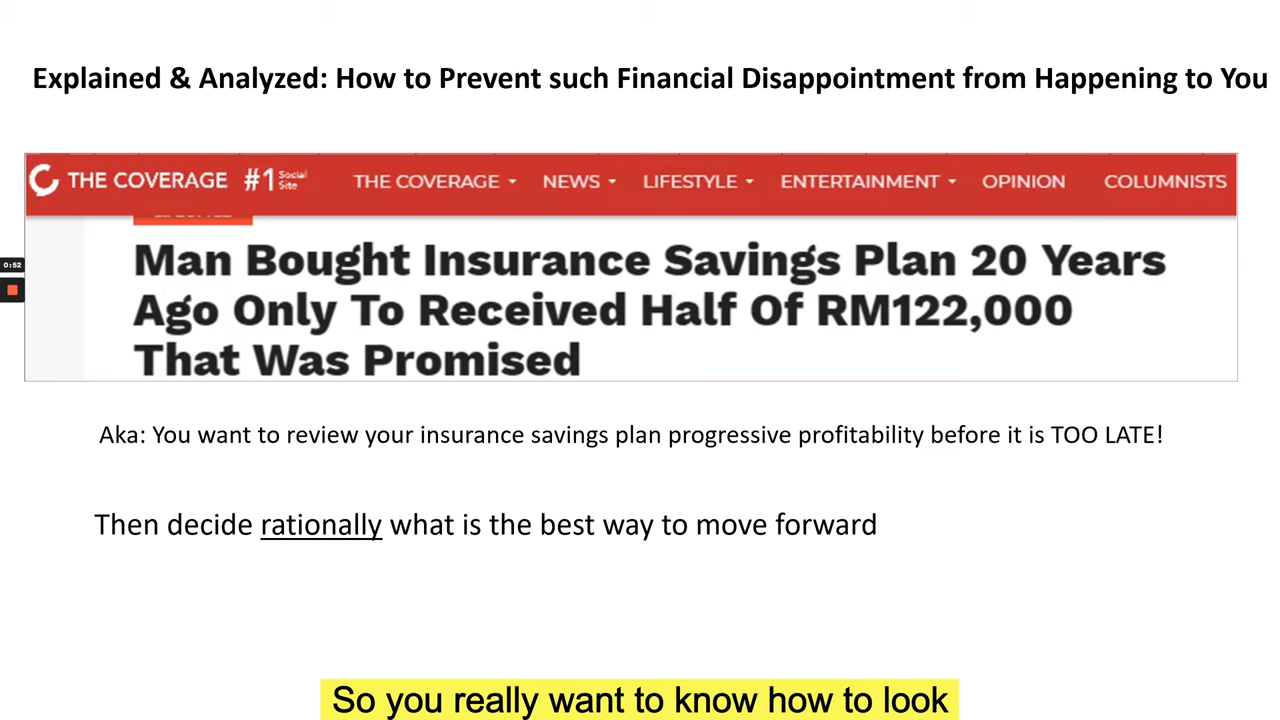 Explained & Analyzed: How to Prevent such Financial Disappointment from Happening to You
THE COVERAGE #1 Social Site THE COVERAGE NEWS LIFESTYLE ENTERTAINMENT OPINION COLUMNISTS
Man Bought Insurance Savings Plan 20 Years
0:52
Ago Only To Received Half Of RM122,000
That Was Promised
Aka: You want to review your insurance savings plan progressive profitability before it is TOO LATE!
Then decide rationally what is the best way to move forward
So you really want to know how to look